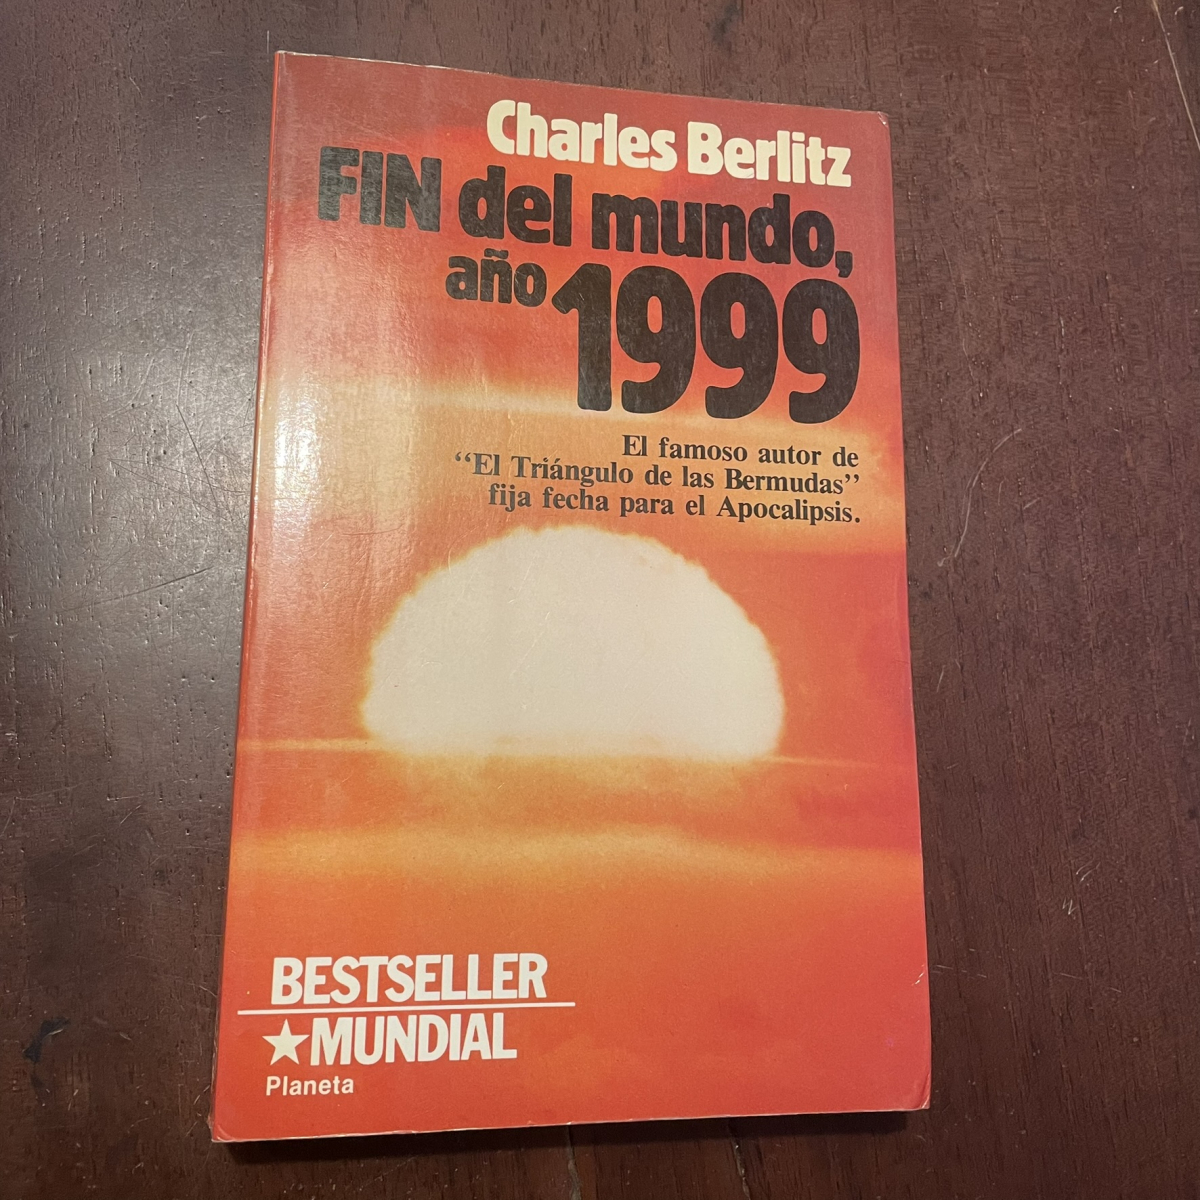 Charles Berlitz
FIN del mundo,
año 1999
El famoso autor de
“El Triángulo de las Bermudas”
fija fecha para el Apocalipsis.
BESTSELLER
★MUNDIAL
Planeta